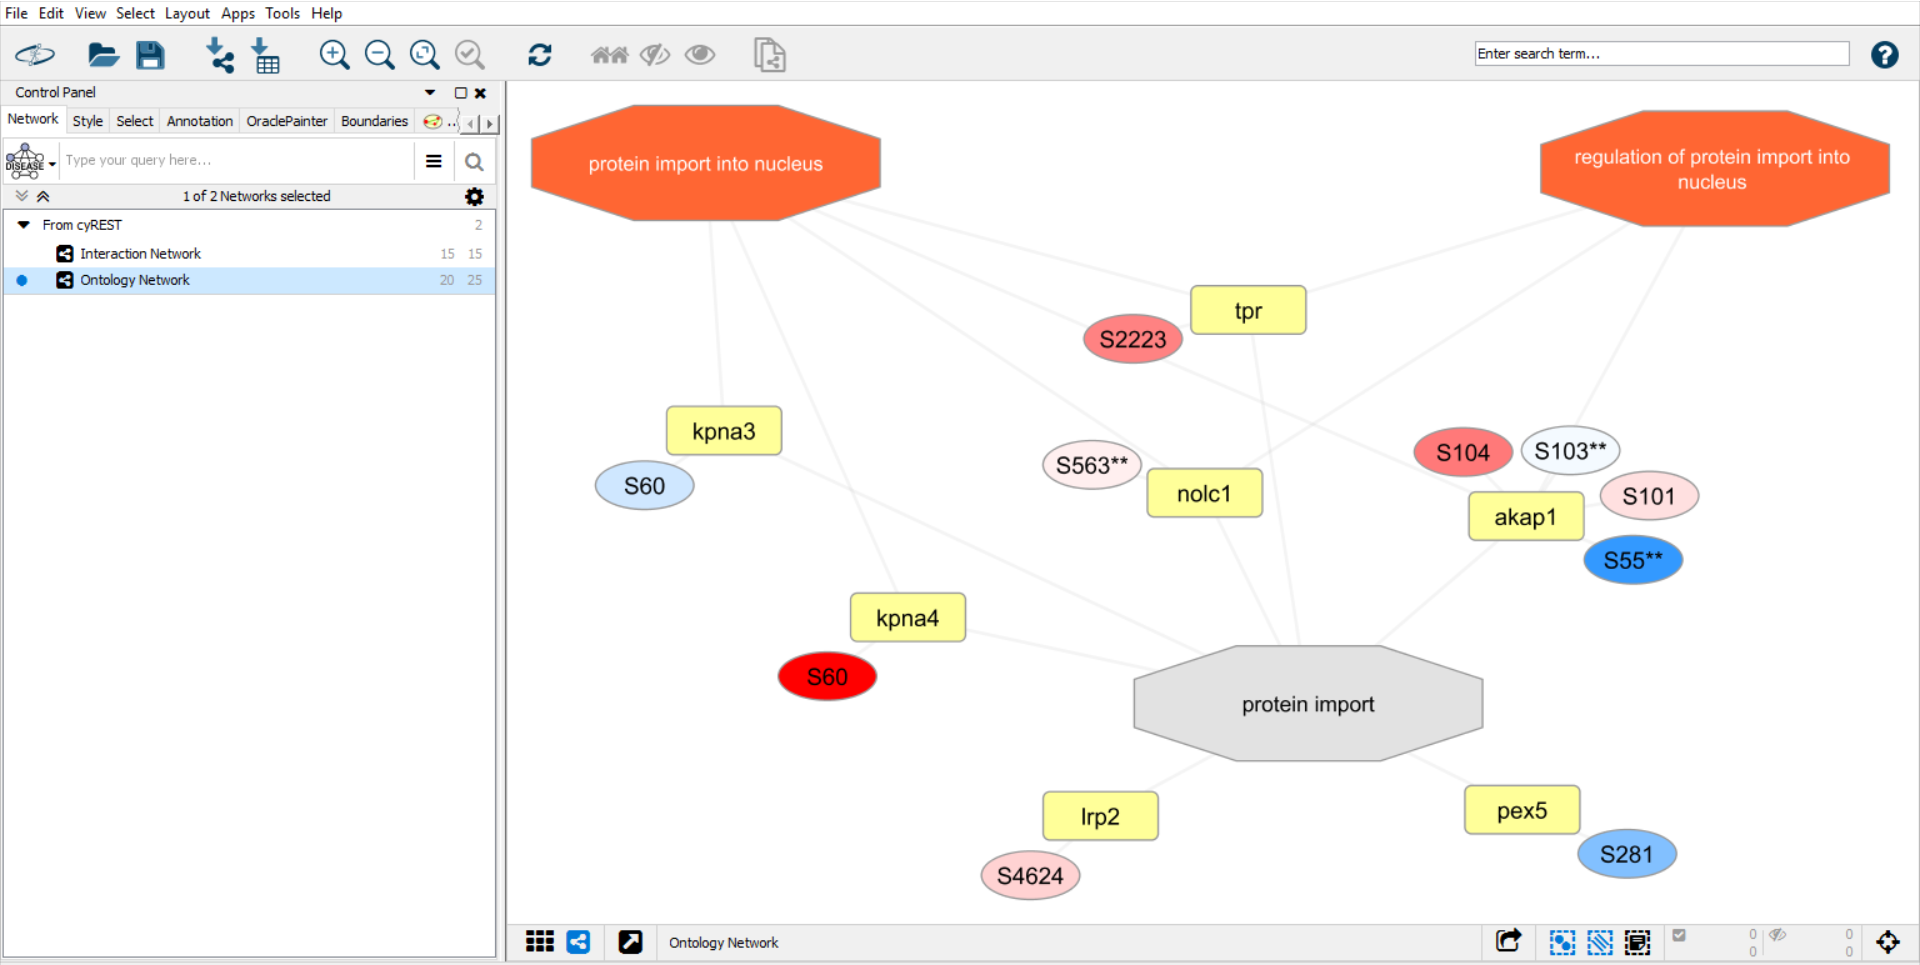 File Edit View Select Layout Apps Tools Help
Enter search term...
Control Panel
Network Style Select Annotation OraclePainter Boundaries ..
DISEASE Type your query here...
1 of 2 Networks selected
From cyREST 2
Interaction Network 15 15
Ontology Network 20 25
protein import into nucleus
regulation of protein import into
nucleus
tpr
S2223
kpna3
S60
S563**
nolc1
S104
S103**
S101
akap1
S55**
kpna4
S60
protein import
lrp2
S4624
pex5
S281
Ontology Network
0 0
0 0